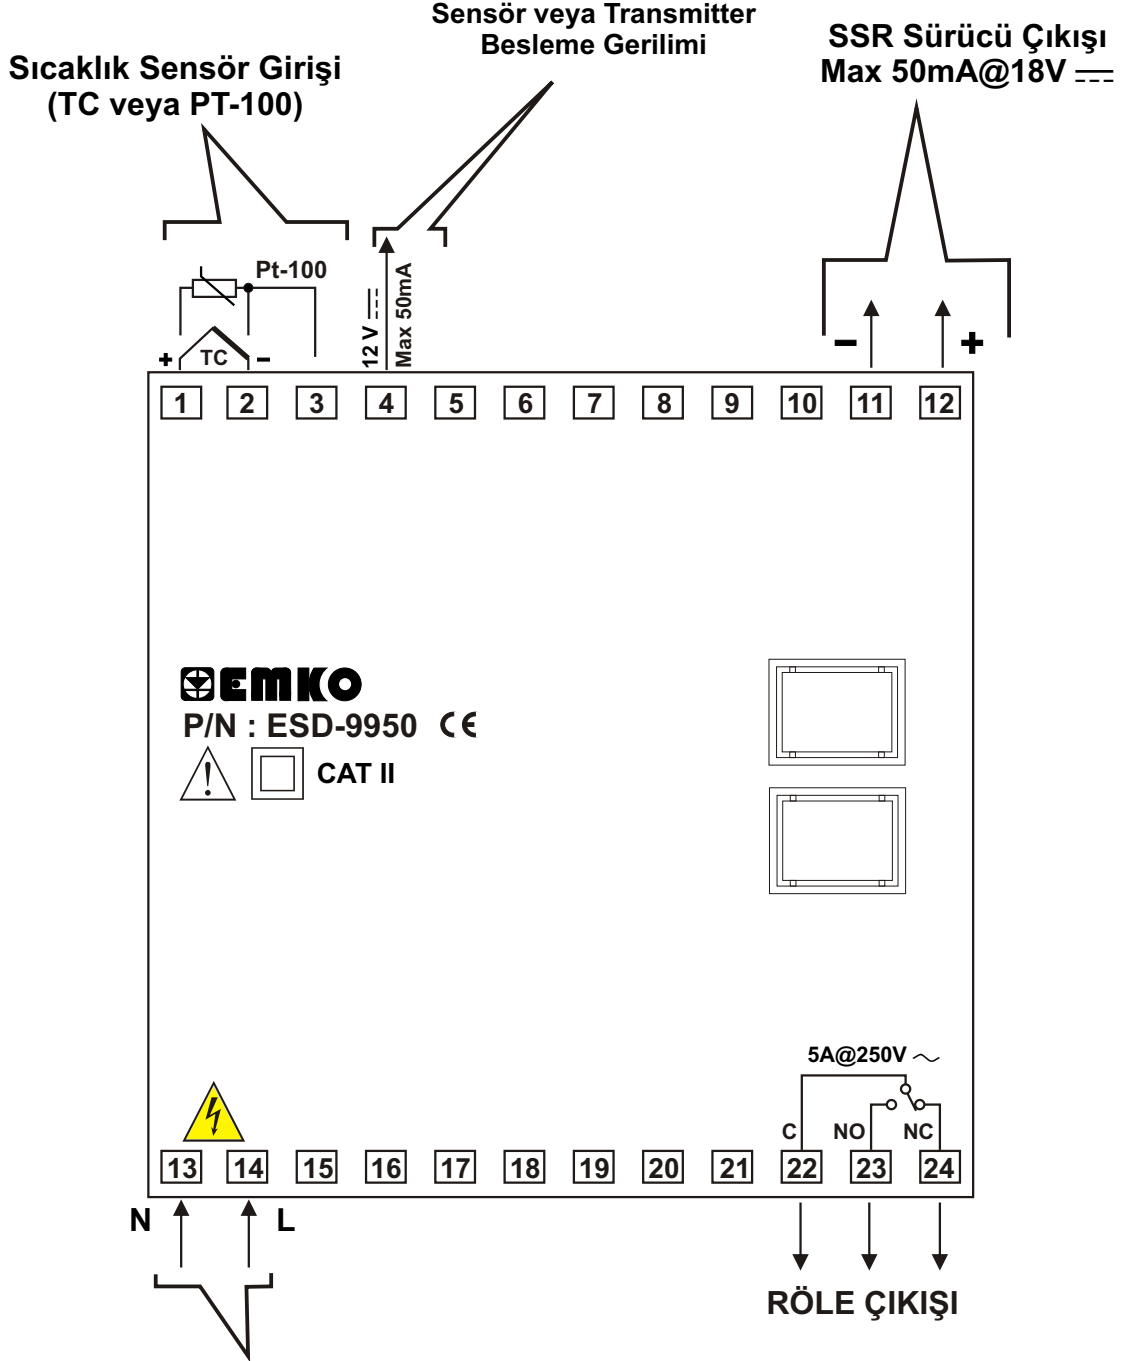 Sensör veya Transmitter
Besleme Gerilimi
SSR Sürücü Çıkışı
Max 50mA@18V
Sıcaklık Sensör Girişi
(TC veya PT-100)
Pt-100
12 V
Max 50mA
+ TC −
− +
1 2 3 4 5 6 7 8 9 10 11 12
EMKO
P/N : ESD-9950 CE
! CAT II
5A@250V
C NO NC
13 14 15 16 17 18 19 20 21 22 23 24
N L
RÖLE ÇIKIŞI